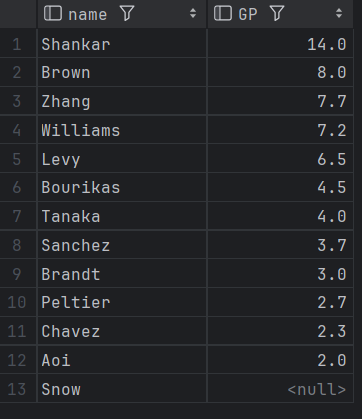 name GP
1 Shankar 14.0
2 Brown 8.0
3 Zhang 7.7
4 Williams 7.2
5 Levy 6.5
6 Bourikas 4.5
7 Tanaka 4.0
8 Sanchez 3.7
9 Brandt 3.0
10 Peltier 2.7
11 Chavez 2.3
12 Aoi 2.0
13 Snow <null>